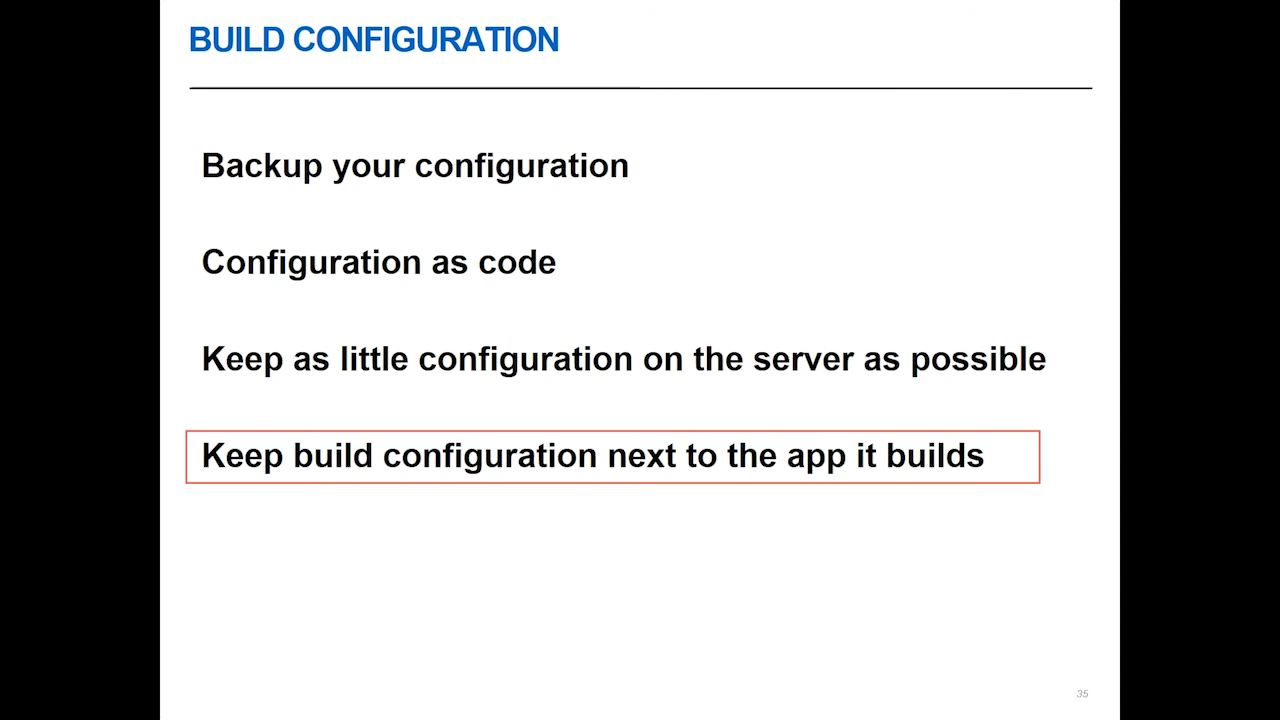 BUILD CONFIGURATION
Backup your configuration
Configuration as code
Keep as little configuration on the server as possible
Keep build configuration next to the app it builds
35